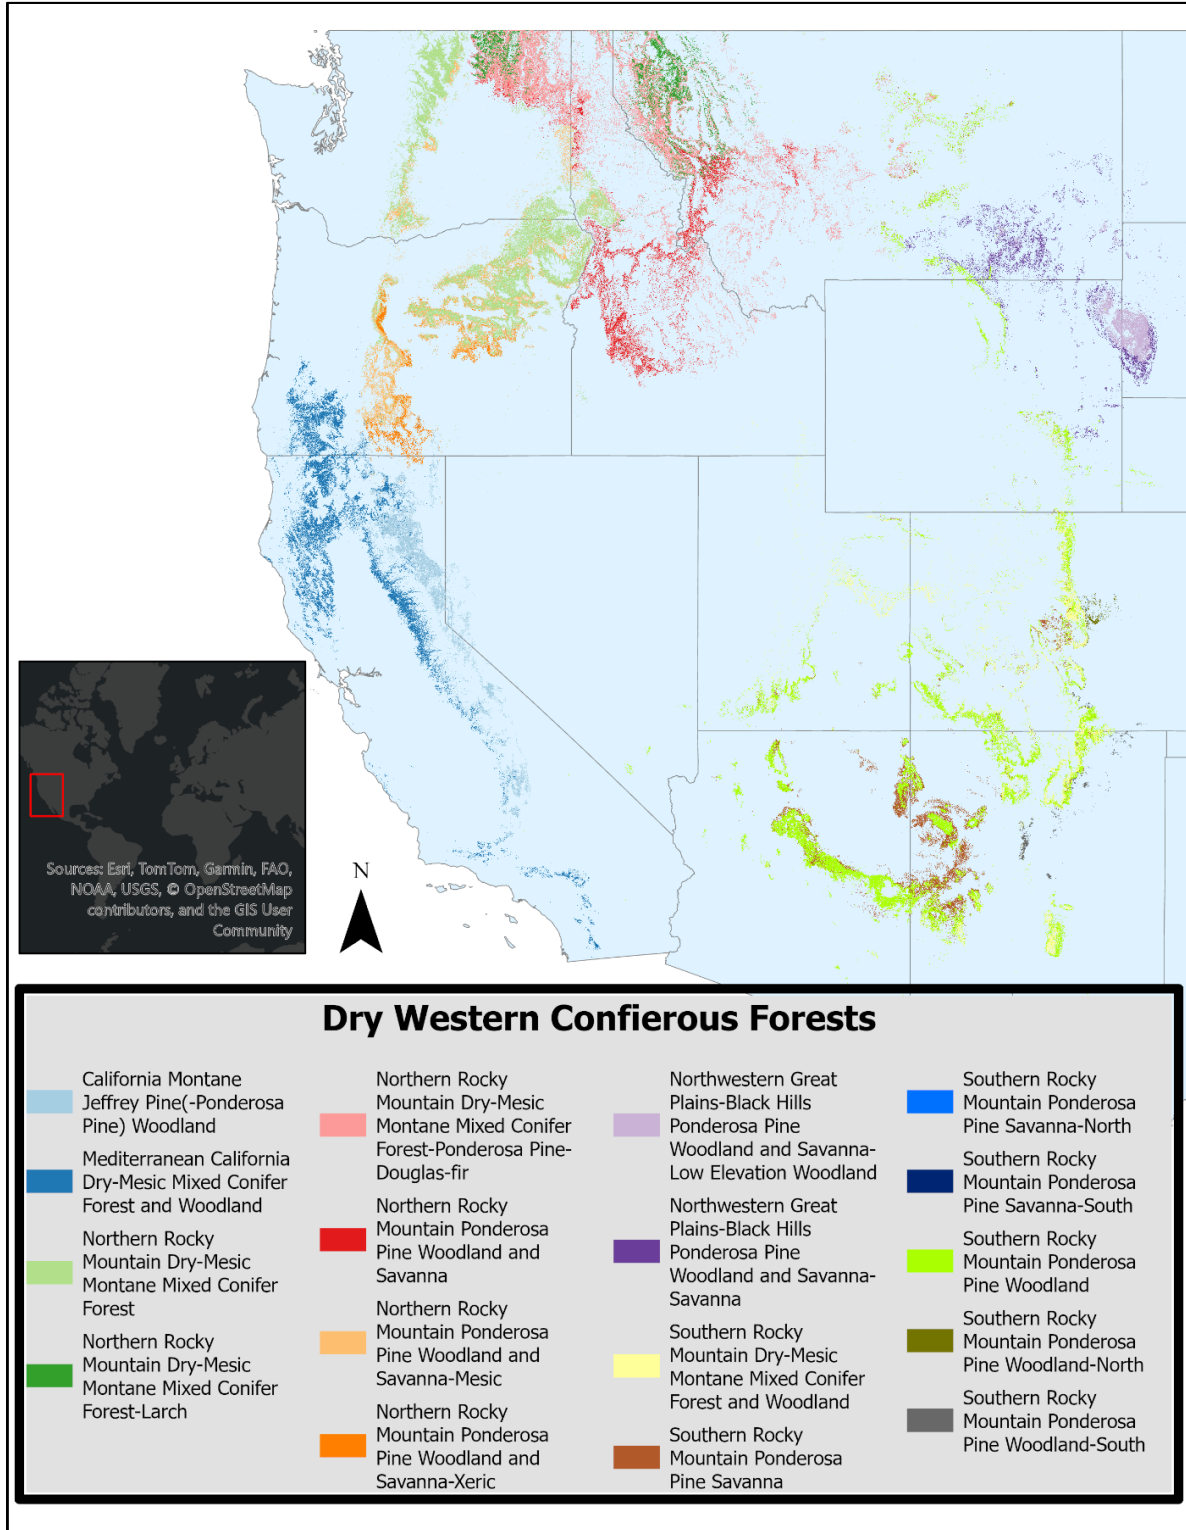 Sources: Esri, TomTom, Garmin, FAO,
NOAA, USGS, © OpenStreetMap
contributors, and the GIS User
Community
N
Dry Western Confierous Forests
California Montane
Jeffrey Pine(-Ponderosa
Pine) Woodland
Mediterranean California
Dry-Mesic Mixed Conifer
Forest and Woodland
Northern Rocky
Mountain Dry-Mesic
Montane Mixed Conifer
Forest
Northern Rocky
Mountain Dry-Mesic
Montane Mixed Conifer
Forest-Larch
Northern Rocky
Mountain Dry-Mesic
Montane Mixed Conifer
Forest-Ponderosa Pine-
Douglas-fir
Northern Rocky
Mountain Ponderosa
Pine Woodland and
Savanna
Northern Rocky
Mountain Ponderosa
Pine Woodland and
Savanna-Mesic
Northern Rocky
Mountain Ponderosa
Pine Woodland and
Savanna-Xeric
Northwestern Great
Plains-Black Hills
Ponderosa Pine
Woodland and Savanna-
Low Elevation Woodland
Northwestern Great
Plains-Black Hills
Ponderosa Pine
Woodland and Savanna-
Savanna
Southern Rocky
Mountain Dry-Mesic
Montane Mixed Conifer
Forest and Woodland
Southern Rocky
Mountain Ponderosa
Pine Savanna
Southern Rocky
Mountain Ponderosa
Pine Savanna-North
Southern Rocky
Mountain Ponderosa
Pine Savanna-South
Southern Rocky
Mountain Ponderosa
Pine Woodland
Southern Rocky
Mountain Ponderosa
Pine Woodland-North
Southern Rocky
Mountain Ponderosa
Pine Woodland-South